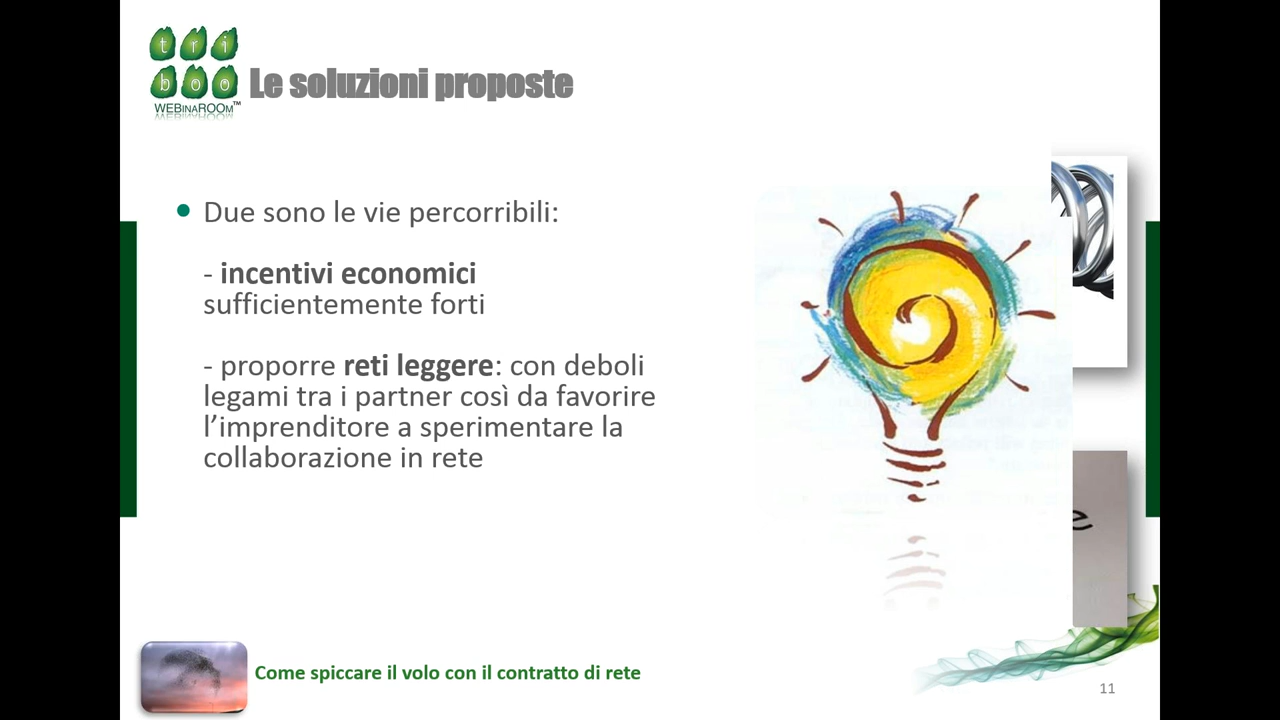 tri
boo
WEBinaROOm™
Le soluzioni proposte
Due sono le vie percorribili:
- incentivi economici
sufficientemente forti
- proporre reti leggere: con deboli
legami tra i partner così da favorire
l’imprenditore a sperimentare la
collaborazione in rete
e
Come spiccare il volo con il contratto di rete
11